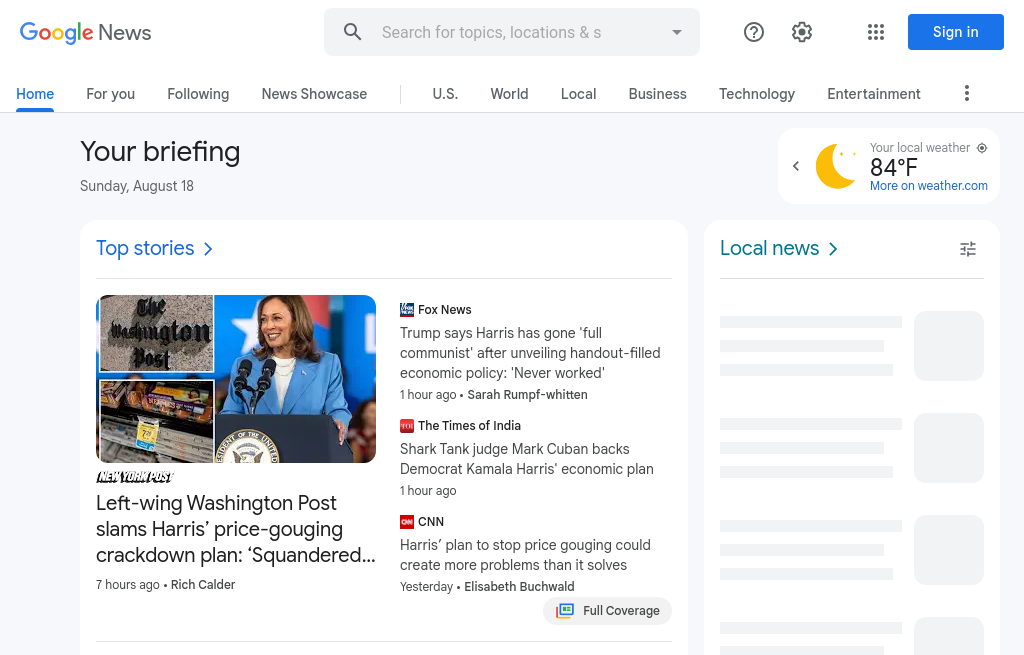 Google News
Search for topics, locations & s
Sign in
Home
For you
Following
News Showcase
U.S.
World
Local
Business
Technology
Entertainment
Your briefing
Sunday, August 18
Your local weather
84°F
More on weather.com
Top stories
Local news
The
Washington
Post
NEW YORK POST
Left-wing Washington Post
slams Harris’ price-gouging
crackdown plan: ‘Squandered...
7 hours ago • Rich Calder
Fox News
Trump says Harris has gone 'full
communist' after unveiling handout-filled
economic policy: 'Never worked'
1 hour ago • Sarah Rumpf-whitten
The Times of India
Shark Tank judge Mark Cuban backs
Democrat Kamala Harris' economic plan
1 hour ago
CNN
Harris’ plan to stop price gouging could
create more problems than it solves
Yesterday • Elisabeth Buchwald
Full Coverage